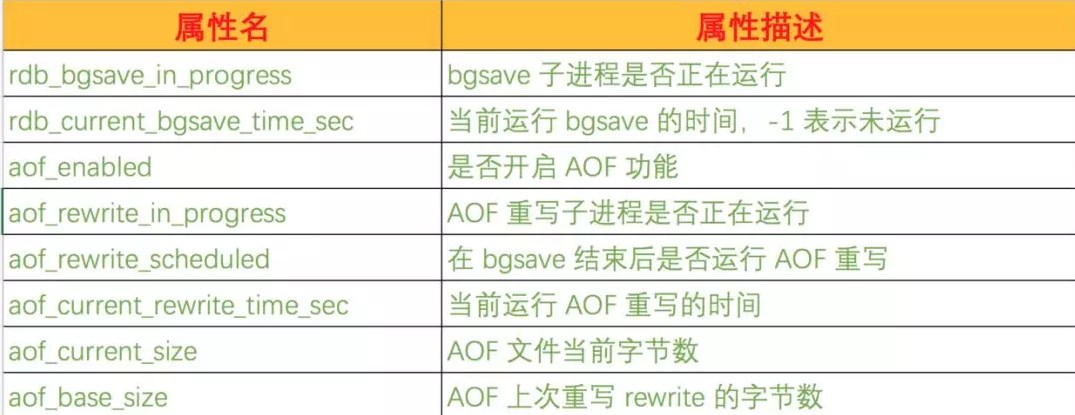 属性名 属性描述
rdb_bgsave_in_progress bgsave 子进程是否正在运行
rdb_current_bgsave_time_sec 当前运行 bgsave 的时间，-1 表示未运行
aof_enabled 是否开启 AOF 功能
aof_rewrite_in_progress AOF 重写子进程是否正在运行
aof_rewrite_scheduled 在 bgsave 结束后是否运行 AOF 重写
aof_current_rewrite_time_sec 当前运行 AOF 重写的时间
aof_current_size AOF 文件当前字节数
aof_base_size AOF 上次重写 rewrite 的字节数